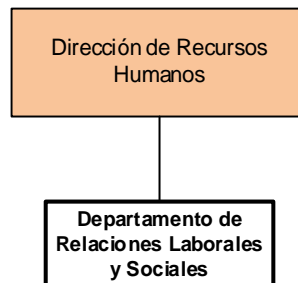 Dirección de Recursos
Humanos
Departamento de
Relaciones Laborales
y Sociales